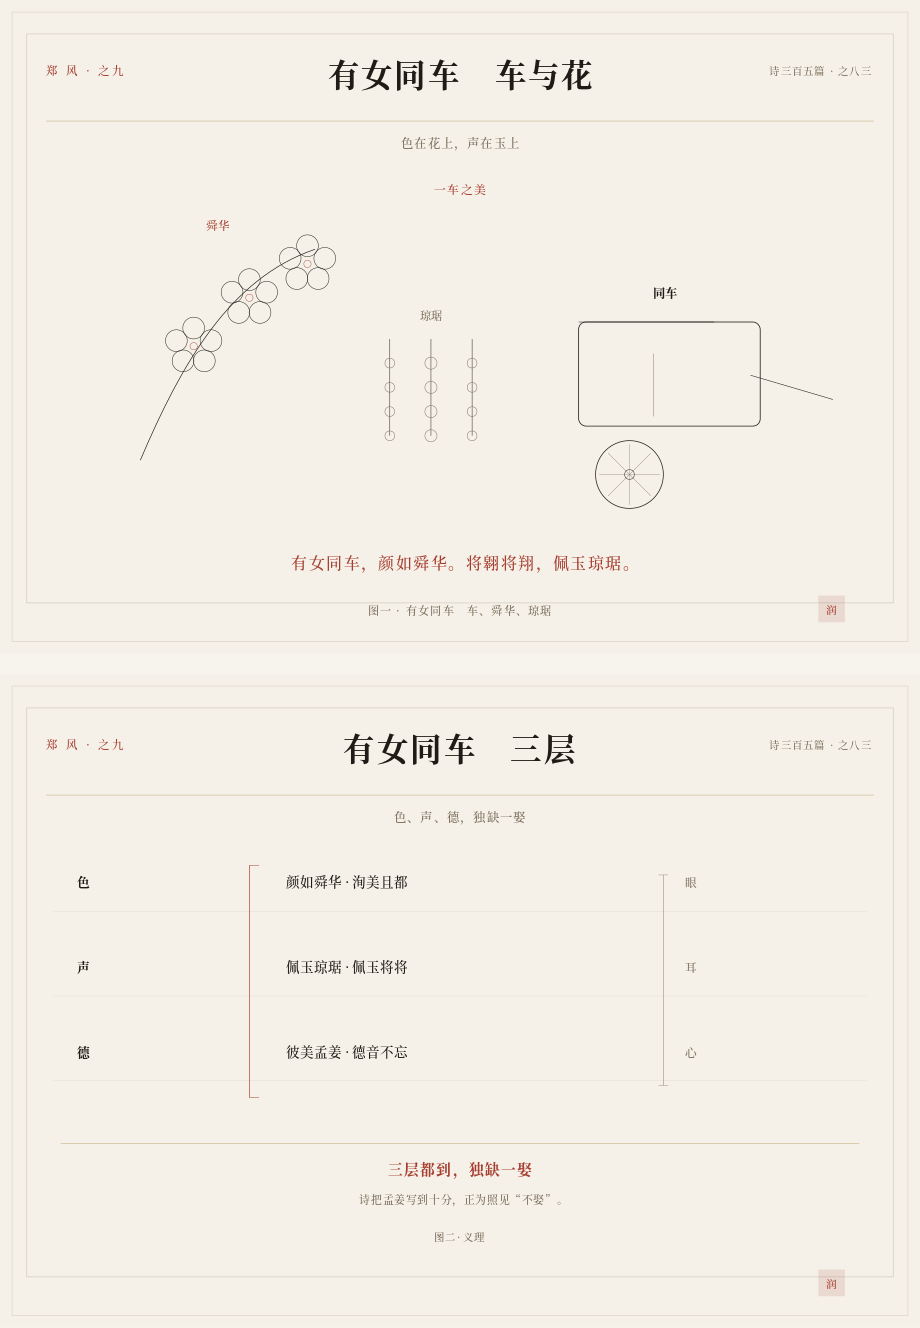 郑 风 · 之九
有女同车　车与花
诗三百五篇 · 之八三
色在花上，声在玉上
一车之美
舜华
同车
琼琚
有女同车，颜如舜华。将翱将翔，佩玉琼琚。
图一 · 有女同车　车、舜华、琼琚
润
郑 风 · 之九
有女同车　三层
诗三百五篇 · 之八三
色、声、德，独缺一娶
色　颜如舜华 · 洵美且都　眼
声　佩玉琼琚 · 佩玉将将　耳
德　彼美孟姜 · 德音不忘　心
三层都到，独缺一娶
诗把孟姜写到十分，正为照见“不娶”。
图二 · 义理
润